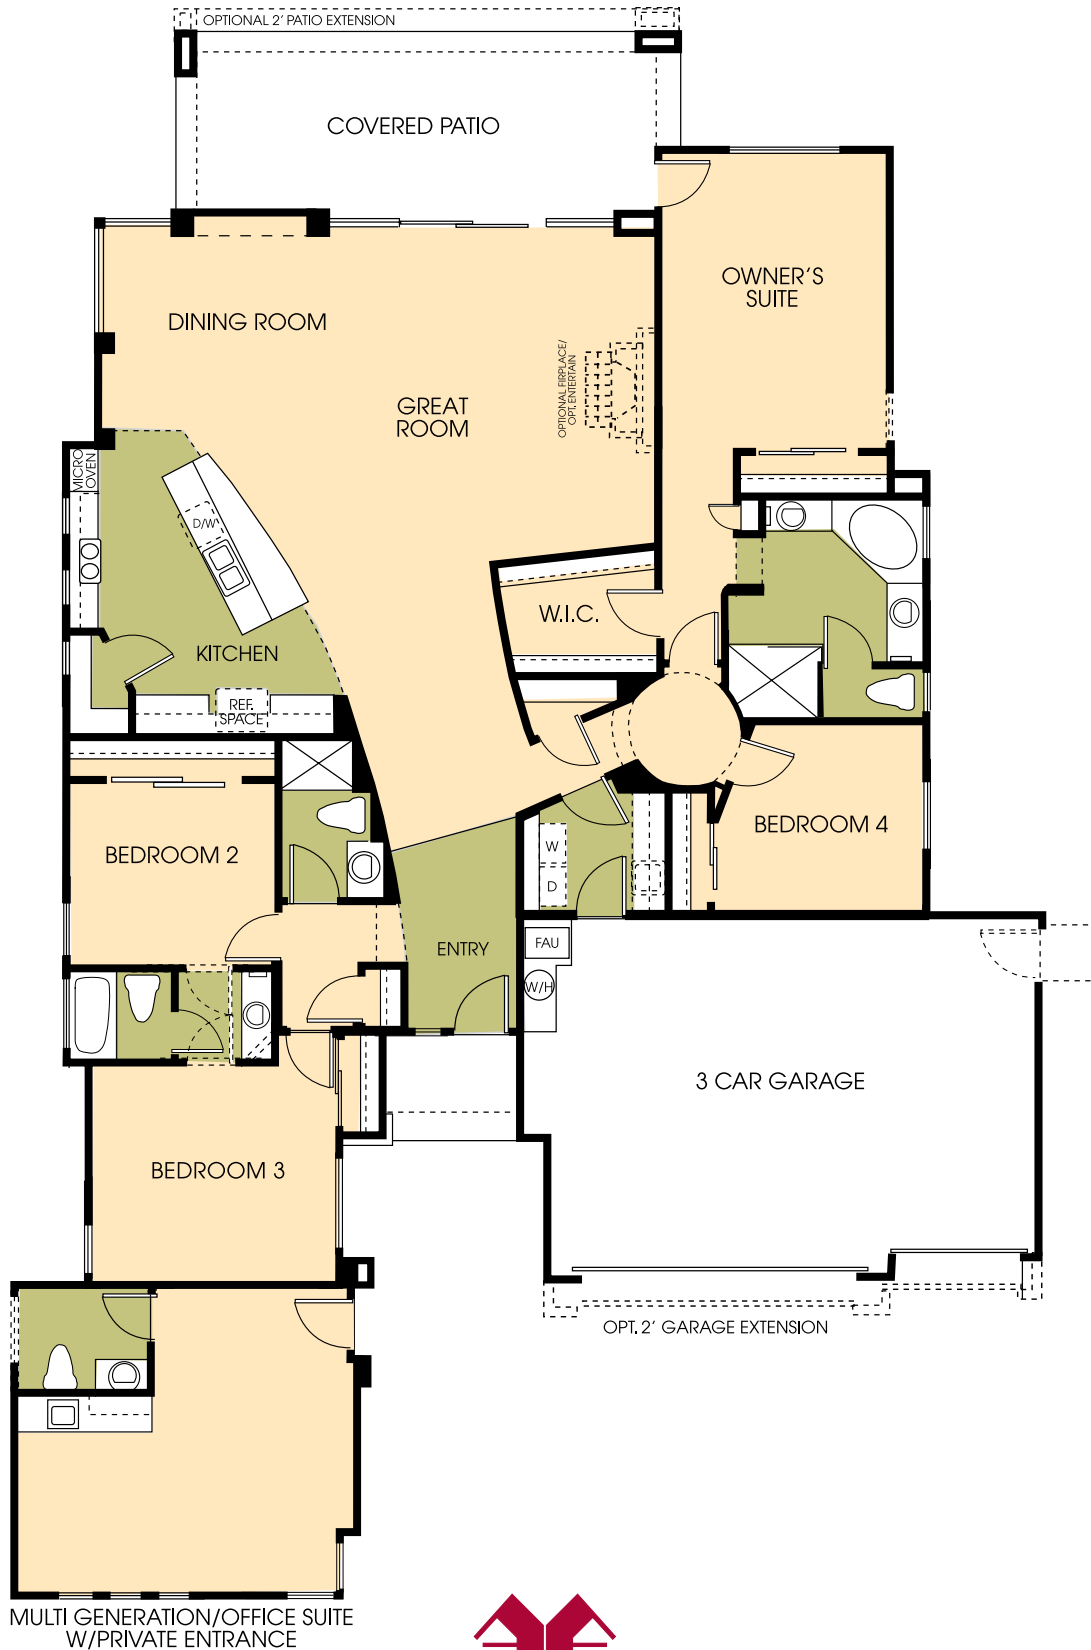 OPTIONAL 2' PATIO EXTENSION
COVERED PATIO
OWNER'S
SUITE
DINING ROOM
GREAT
ROOM
OPTIONAL FIRPLACE/
OPT. ENTERTAIN
MICRO
OVEN
D/W
W.I.C.
KITCHEN
REF.
SPACE
BEDROOM 2
BEDROOM 4
W
D
ENTRY
FAU
W/H
3 CAR GARAGE
BEDROOM 3
OPT. 2' GARAGE EXTENSION
MULTI GENERATION/OFFICE SUITE
W/PRIVATE ENTRANCE